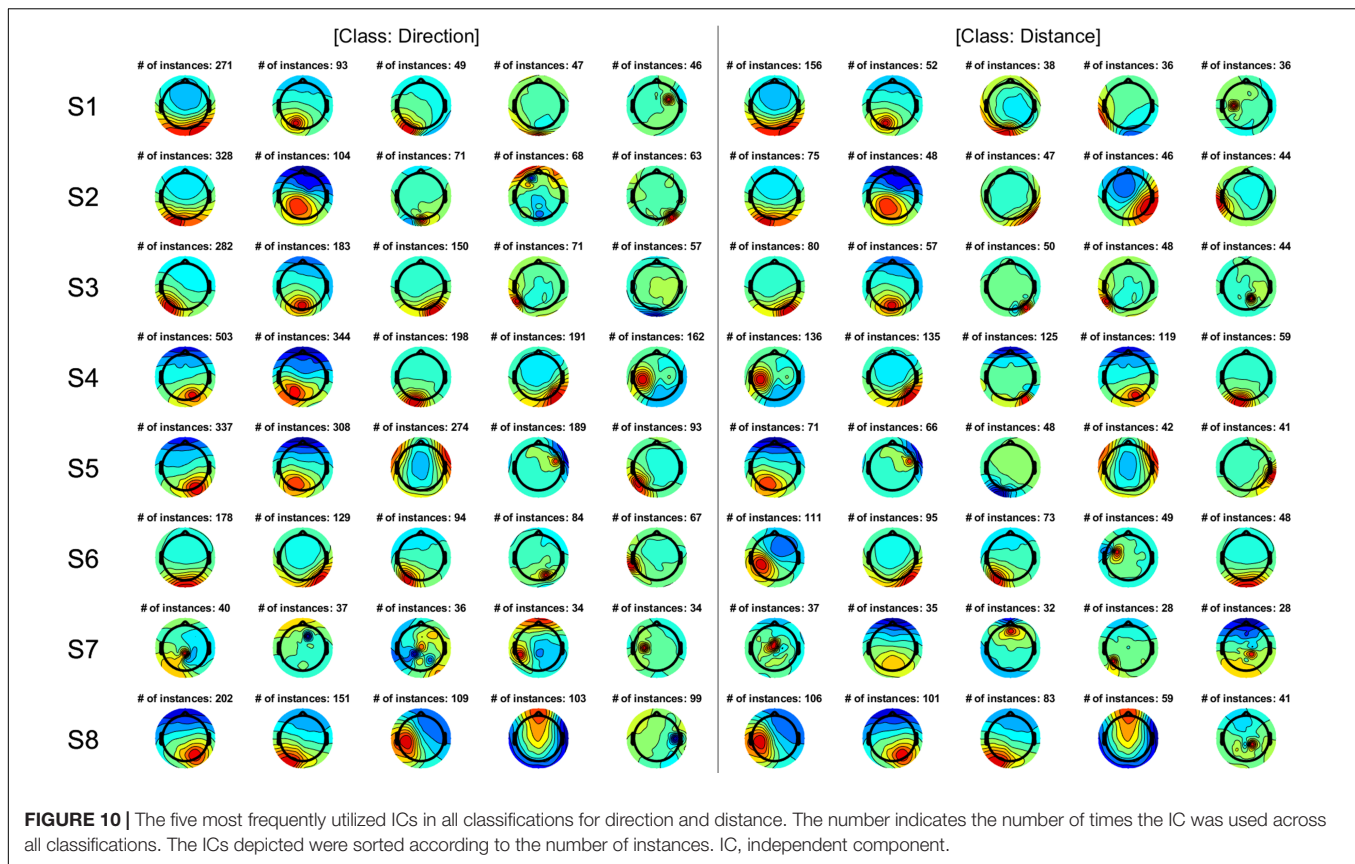 [Class: Direction] [Class: Distance]
# of instances: 271 # of instances: 93 # of instances: 49 # of instances: 47 # of instances: 46 # of instances: 156 # of instances: 52 # of instances: 38 # of instances: 36 # of instances: 36
S1
# of instances: 328 # of instances: 104 # of instances: 71 # of instances: 68 # of instances: 63 # of instances: 75 # of instances: 48 # of instances: 47 # of instances: 46 # of instances: 44
S2
# of instances: 282 # of instances: 183 # of instances: 150 # of instances: 71 # of instances: 57 # of instances: 80 # of instances: 57 # of instances: 50 # of instances: 48 # of instances: 44
S3
# of instances: 503 # of instances: 344 # of instances: 198 # of instances: 191 # of instances: 162 # of instances: 136 # of instances: 135 # of instances: 125 # of instances: 119 # of instances: 59
S4
# of instances: 337 # of instances: 308 # of instances: 274 # of instances: 189 # of instances: 93 # of instances: 71 # of instances: 66 # of instances: 48 # of instances: 42 # of instances: 41
S5
# of instances: 178 # of instances: 129 # of instances: 94 # of instances: 84 # of instances: 67 # of instances: 111 # of instances: 95 # of instances: 73 # of instances: 49 # of instances: 48
S6
# of instances: 40 # of instances: 37 # of instances: 36 # of instances: 34 # of instances: 34 # of instances: 37 # of instances: 35 # of instances: 32 # of instances: 28 # of instances: 28
S7
# of instances: 202 # of instances: 151 # of instances: 109 # of instances: 103 # of instances: 99 # of instances: 106 # of instances: 101 # of instances: 83 # of instances: 59 # of instances: 41
S8
FIGURE 10 | The five most frequently utilized ICs in all classifications for direction and distance. The number indicates the number of times the IC was used across
all classifications. The ICs depicted were sorted according to the number of instances. IC, independent component.